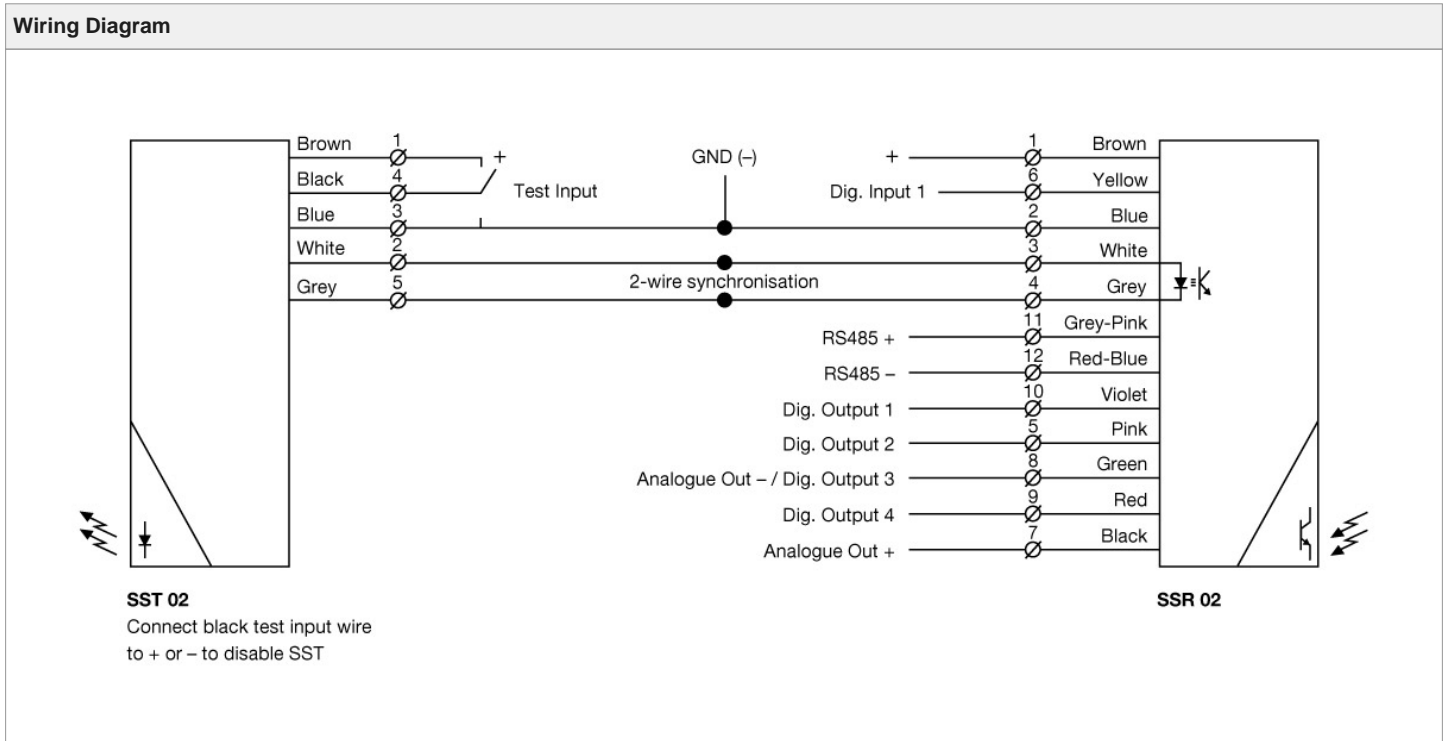 Wiring Diagram
Brown 1
+
GND (–)
+
1 Brown
Black 4
Test Input
Dig. Input 1
6 Yellow
Blue 3
2 Blue
White 2
3 White
2-wire synchronisation
Grey 5
4 Grey
RS485 +
11 Grey-Pink
RS485 –
12 Red-Blue
Dig. Output 1
10 Violet
Dig. Output 2
5 Pink
Analogue Out – / Dig. Output 3
8 Green
Dig. Output 4
9 Red
Analogue Out +
7 Black
SST 02
Connect black test input wire
to + or – to disable SST
SSR 02